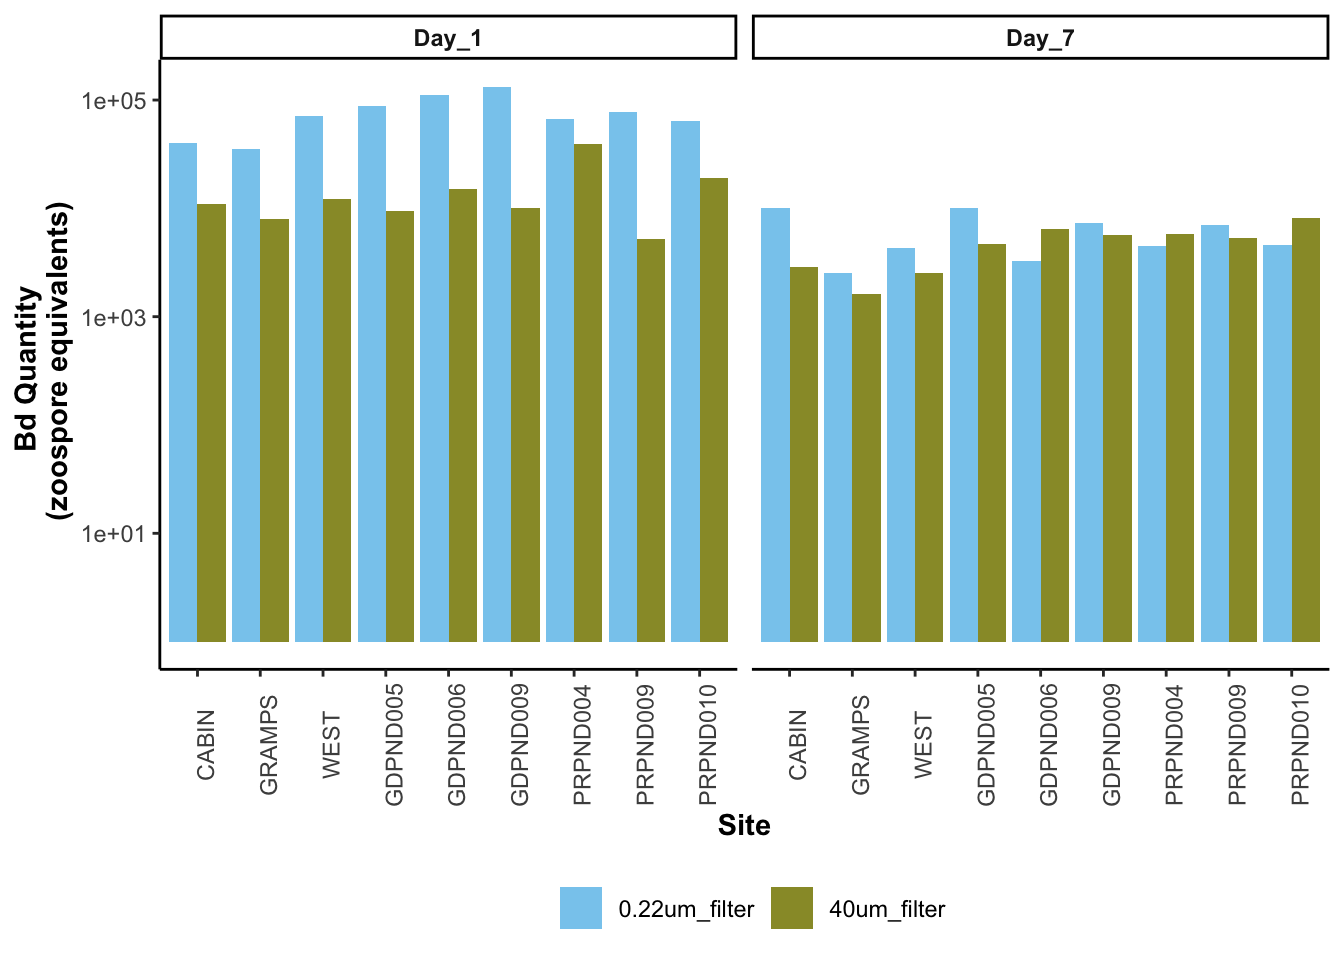 Day_1
Day_7
Bd Quantity
(zoospore equivalents)
1e+05
1e+03
1e+01
CABIN
GRAMPS
WEST
GDPND005
GDPND006
GDPND009
PRPND004
PRPND009
PRPND010
CABIN
GRAMPS
WEST
GDPND005
GDPND006
GDPND009
PRPND004
PRPND009
PRPND010
Site
0.22um_filter
40um_filter